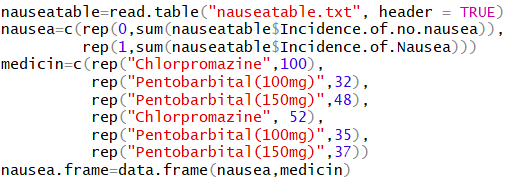 nauseatable=read.table("nauseatable.txt", header = TRUE)
nausea=c(rep(0,sum(nauseatable$Incidence.of.no.nausea)),
rep(1,sum(nauseatable$Incidence.of.Nausea)))
medicin=c(rep("Chlorpromazine",100),
rep("Pentobarbital(100mg)",32),
rep("Pentobarbital(150mg)",48),
rep("Chlorpromazine", 52),
rep("Pentobarbital(100mg)",35),
rep("Pentobarbital(150mg)",37))
nausea.frame=data.frame(nausea,medicin)